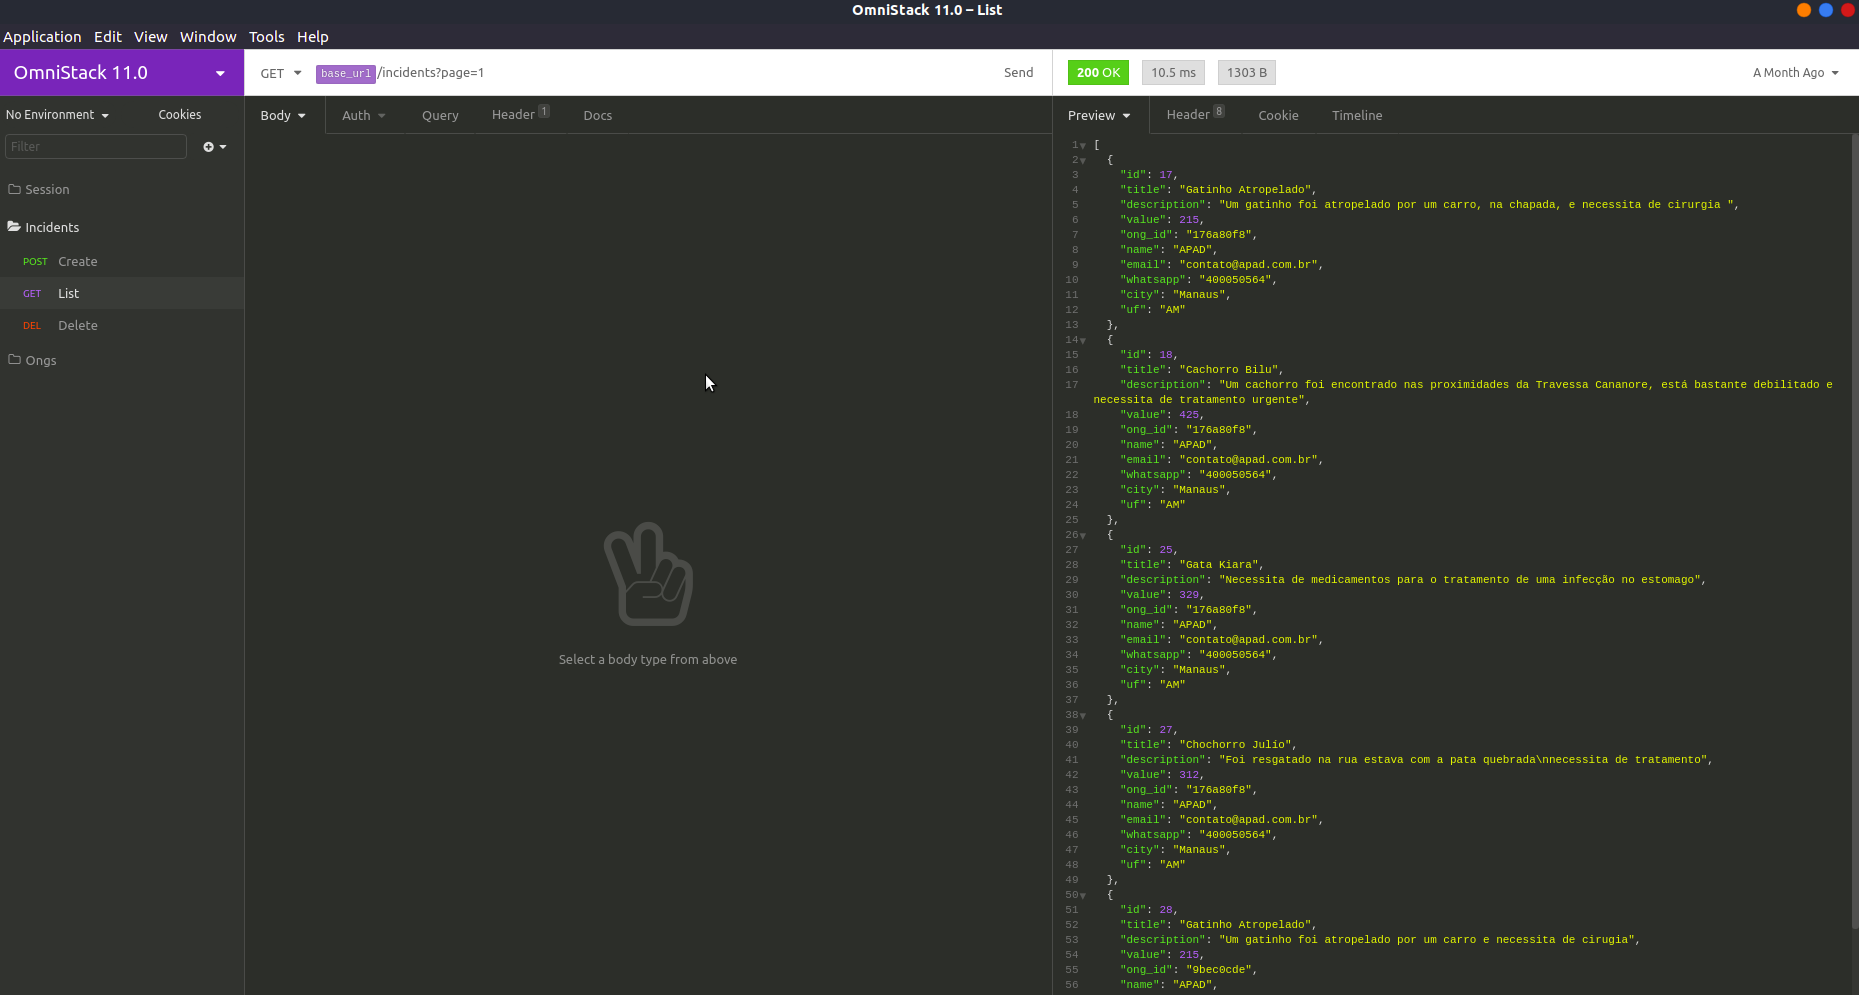 OmniStack 11.0 – List
Application Edit View Window Tools Help
OmniStack 11.0
GET base_url/incidents?page=1 Send
200 OK 10.5 ms 1303 B A Month Ago
No Environment Cookies
Filter
Session
Incidents
POST Create
GET List
DEL Delete
Ongs
Body Auth Query Header 1 Docs
Select a body type from above
Preview Header 8 Cookie Timeline
1 [
2 {
3 "id": 17,
4 "title": "Gatinho Atropelado",
5 "description": "Um gatinho foi atropelado por um carro, na chapada, e necessita de cirurgia ",
6 "value": 215,
7 "ong_id": "176a80f8",
8 "name": "APAD",
9 "email": "contato@apad.com.br",
10 "whatsapp": "400050564",
11 "city": "Manaus",
12 "uf": "AM"
13 },
14 {
15 "id": 18,
16 "title": "Cachorro Bilu",
17 "description": "Um cachorro foi encontrado nas proximidades da Travessa Cananore, está bastante debilitado e
necessita de tratamento urgente",
18 "value": 425,
19 "ong_id": "176a80f8",
20 "name": "APAD",
21 "email": "contato@apad.com.br",
22 "whatsapp": "400050564",
23 "city": "Manaus",
24 "uf": "AM"
25 },
26 {
27 "id": 25,
28 "title": "Gata Kiara",
29 "description": "Necessita de medicamentos para o tratamento de uma infecção no estomago",
30 "value": 329,
31 "ong_id": "176a80f8",
32 "name": "APAD",
33 "email": "contato@apad.com.br",
34 "whatsapp": "400050564",
35 "city": "Manaus",
36 "uf": "AM"
37 },
38 {
39 "id": 27,
40 "title": "Chochorro Julio",
41 "description": "Foi resgatado na rua estava com a pata quebrada\nnecessita de tratamento",
42 "value": 312,
43 "ong_id": "176a80f8",
44 "name": "APAD",
45 "email": "contato@apad.com.br",
46 "whatsapp": "400050564",
47 "city": "Manaus",
48 "uf": "AM"
49 },
50 {
51 "id": 28,
52 "title": "Gatinho Atropelado",
53 "description": "Um gatinho foi atropelado por um carro e necessita de cirugia",
54 "value": 215,
55 "ong_id": "9bec0cde",
56 "name": "APAD",